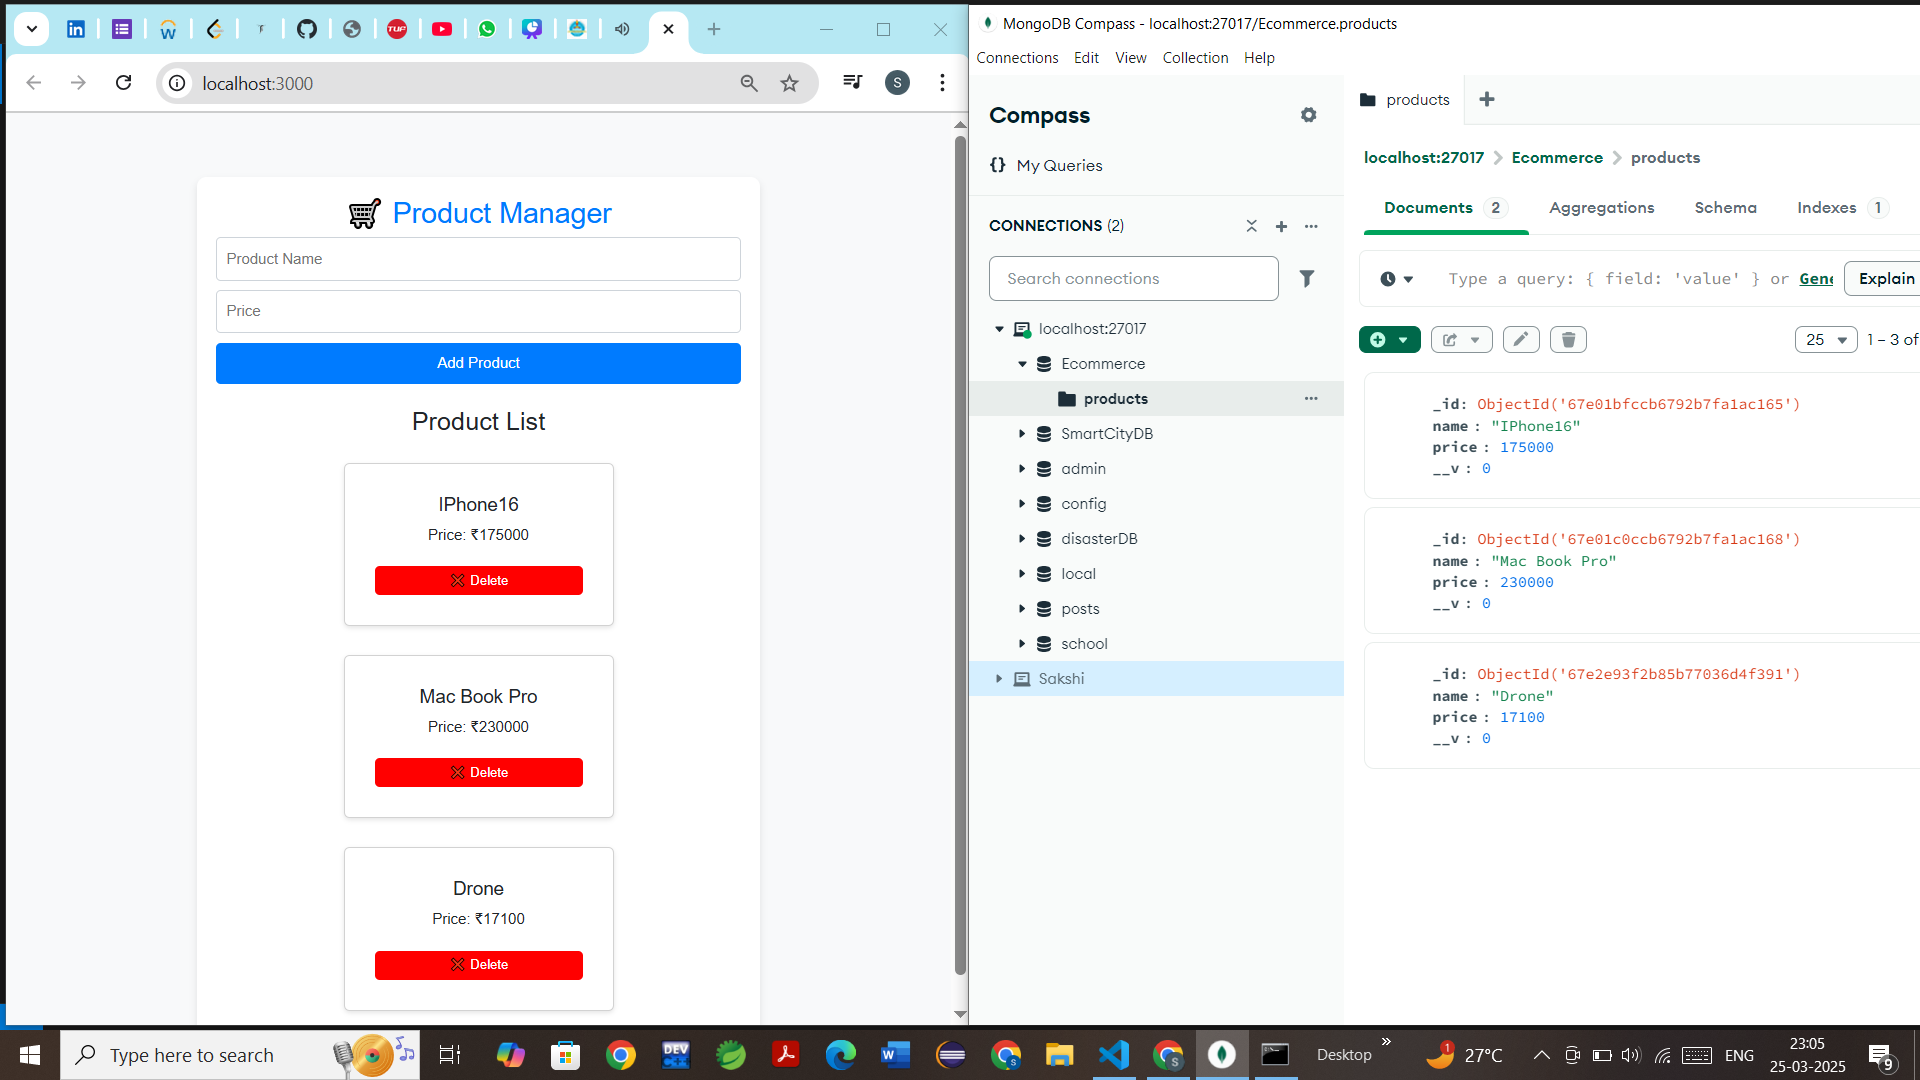 localhost:3000
S
Product Manager
Product Name
Price
Add Product
Product List
IPhone16
Price: ₹175000
Delete
Mac Book Pro
Price: ₹230000
Delete
Drone
Price: ₹17100
Delete
MongoDB Compass - localhost:27017/Ecommerce.products
Connections Edit View Collection Help
Compass
{} My Queries
CONNECTIONS (2)
Search connections
localhost:27017
Ecommerce
products
SmartCityDB
admin
config
disasterDB
local
posts
school
Sakshi
products
localhost:27017 > Ecommerce > products
Documents 2 Aggregations Schema Indexes 1
Type a query: { field: 'value' } or Gene Explain
25 1 – 3 of
_id: ObjectId('67e01bfccb6792b7fa1ac165')
name : "IPhone16"
price : 175000
__v : 0
_id: ObjectId('67e01c0ccb6792b7fa1ac168')
name : "Mac Book Pro"
price : 230000
__v : 0
_id: ObjectId('67e2e93f2b85b77036d4f391')
name : "Drone"
price : 17100
__v : 0
Type here to search
DEV C++
Desktop »
1
27°C
ENG
23:05
25-03-2025
9